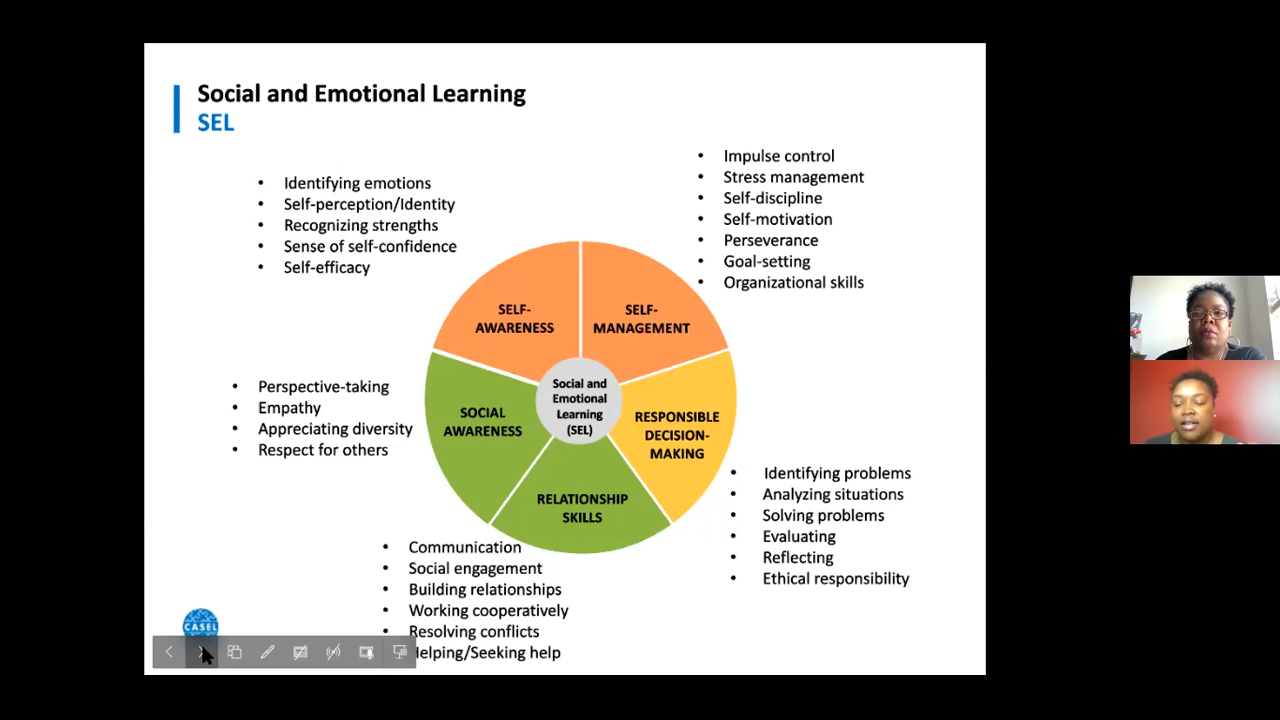 Social and Emotional Learning
SEL
• Identifying emotions
• Self-perception/Identity
• Recognizing strengths
• Sense of self-confidence
• Self-efficacy
• Impulse control
• Stress management
• Self-discipline
• Self-motivation
• Perseverance
• Goal-setting
• Organizational skills
SELF-
AWARENESS
SELF-
MANAGEMENT
Social and
Emotional
Learning
(SEL)
SOCIAL
AWARENESS
RESPONSIBLE
DECISION-
MAKING
RELATIONSHIP
SKILLS
• Perspective-taking
• Empathy
• Appreciating diversity
• Respect for others
• Identifying problems
• Analyzing situations
• Solving problems
• Evaluating
• Reflecting
• Ethical responsibility
• Communication
• Social engagement
• Building relationships
• Working cooperatively
• Resolving conflicts
Helping/Seeking help
CASEL